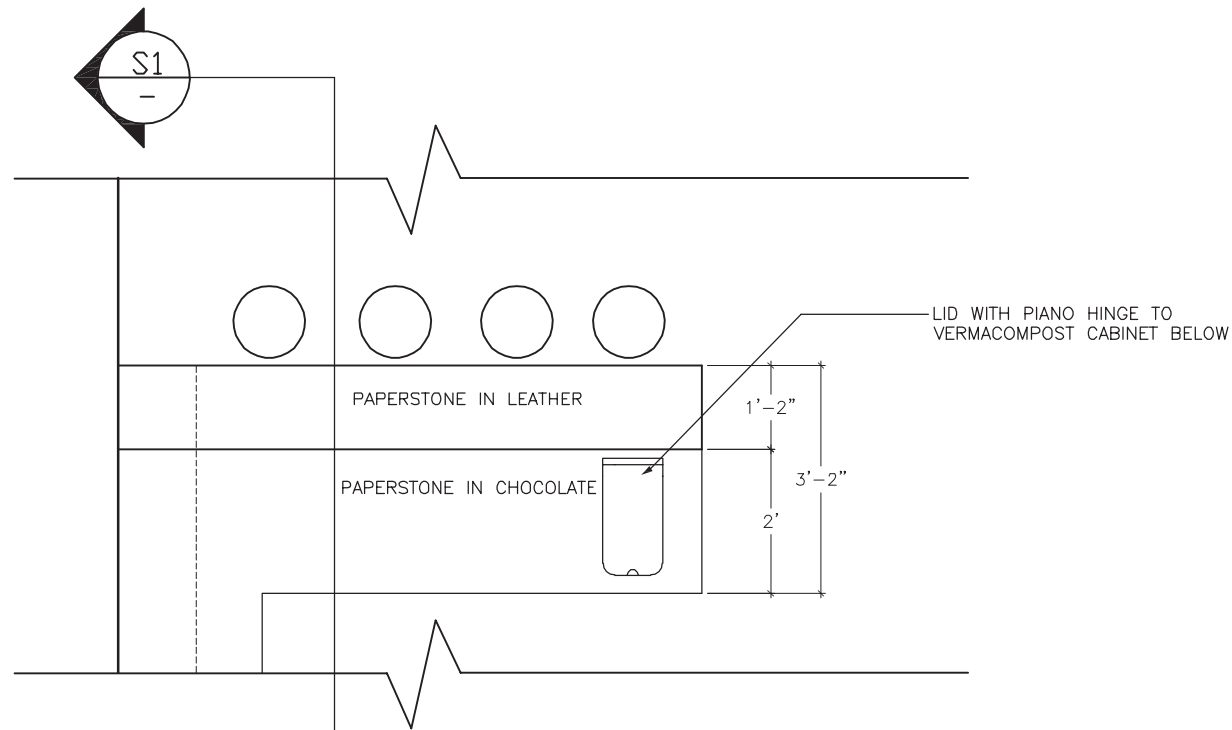 S1
–
LID WITH PIANO HINGE TO
VERMACOMPOST CABINET BELOW
PAPERSTONE IN LEATHER
1'–2"
PAPERSTONE IN CHOCOLATE
3'–2"
2'